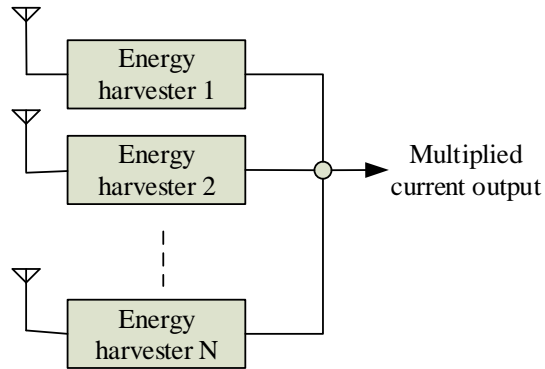 Energy
harvester 1
Energy
harvester 2
Multiplied
current output
Energy
harvester N